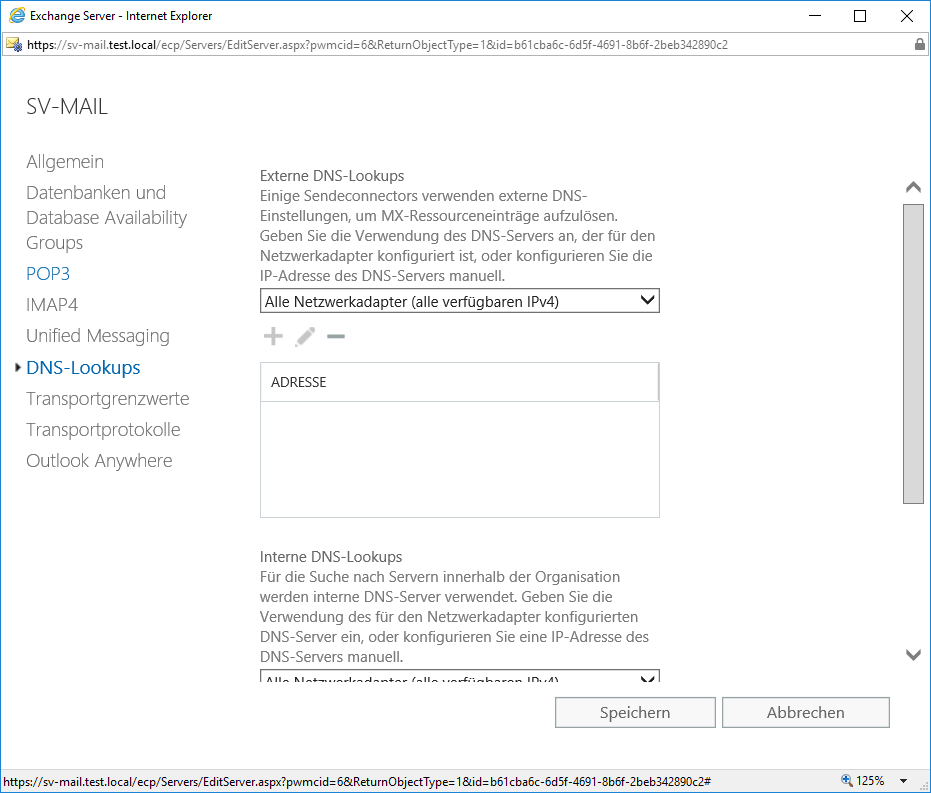 Exchange Server - Internet Explorer
https://sv-mail.test.local/ecp/Servers/EditServer.aspx?pwmcid=6&ReturnObjectType=1&id=b61cba6c-6d5f-4691-8b6f-2beb342890c2
SV-MAIL
Allgemein
Datenbanken und
Database Availability
Groups
POP3
IMAP4
Unified Messaging
DNS-Lookups
Transportgrenzwerte
Transportprotokolle
Outlook Anywhere
Externe DNS-Lookups
Einige Sendeconnectors verwenden externe DNS-
Einstellungen, um MX-Ressourceneinträge aufzulösen.
Geben Sie die Verwendung des DNS-Servers an, der für den
Netzwerkadapter konfiguriert ist, oder konfigurieren Sie die
IP-Adresse des DNS-Servers manuell.
Alle Netzwerkadapter (alle verfügbaren IPv4)
ADRESSE
Interne DNS-Lookups
Für die Suche nach Servern innerhalb der Organisation
werden interne DNS-Server verwendet. Geben Sie die
Verwendung des für den Netzwerkadapter konfigurierten
DNS-Server ein, oder konfigurieren Sie eine IP-Adresse des
DNS-Servers manuell.
Alle Netzwerkadapter (alle verfügbaren IPv4)
Speichern
Abbrechen
https://sv-mail.test.local/ecp/Servers/EditServer.aspx?pwmcid=6&ReturnObjectType=1&id=b61cba6c-6d5f-4691-8b6f-2beb342890c2#
125%